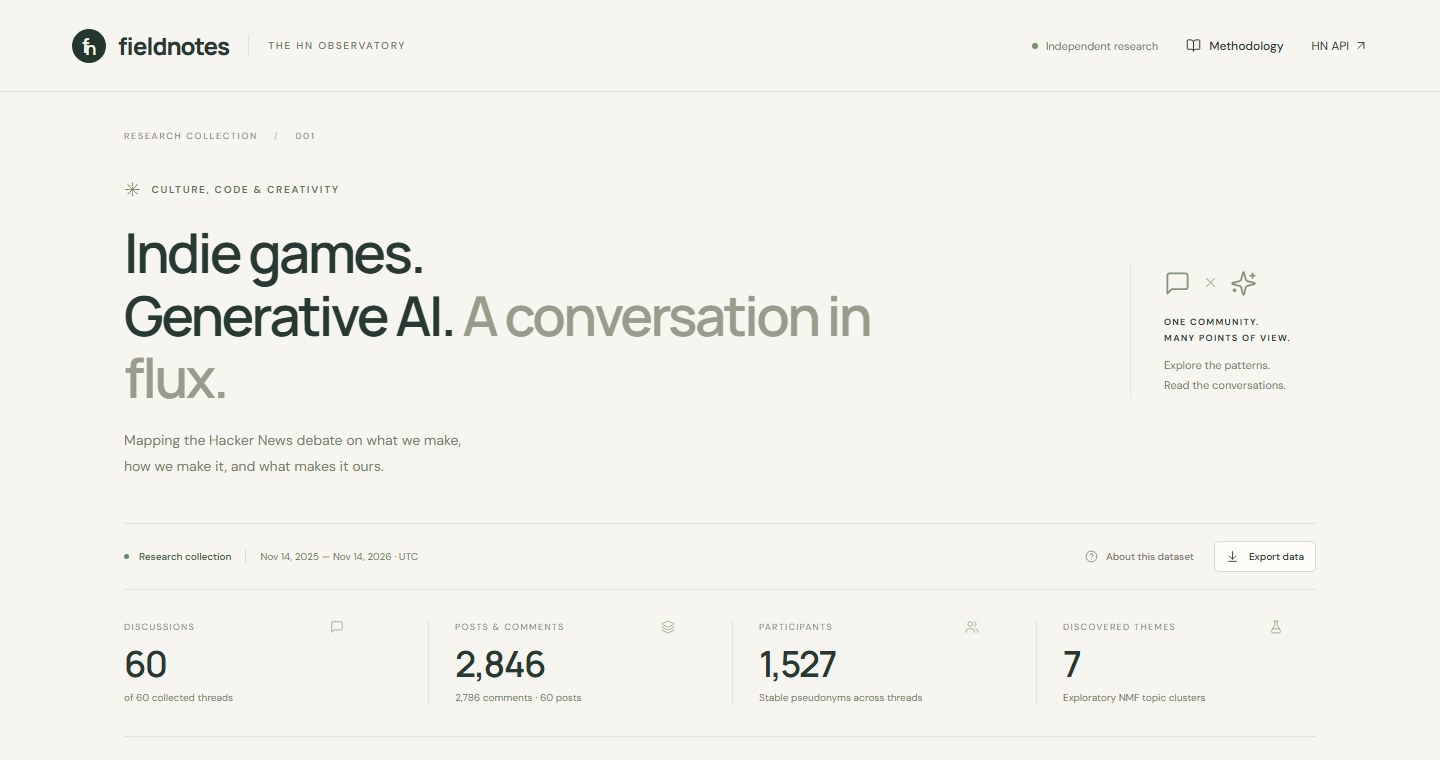 fn fieldnotes THE HN OBSERVATORY Independent research Methodology HN API
RESEARCH COLLECTION / 001
CULTURE, CODE & CREATIVITY
Indie games.
Generative AI. A conversation in
flux.
ONE COMMUNITY.
MANY POINTS OF VIEW.
Explore the patterns.
Read the conversations.
Mapping the Hacker News debate on what we make,
how we make it, and what makes it ours.
Research collection Nov 14, 2025 — Nov 14, 2026 · UTC About this dataset Export data
DISCUSSIONS
60
of 60 collected threads
POSTS & COMMENTS
2,846
2,786 comments · 60 posts
PARTICIPANTS
1,527
Stable pseudonyms across threads
DISCOVERED THEMES
7
Exploratory NMF topic clusters